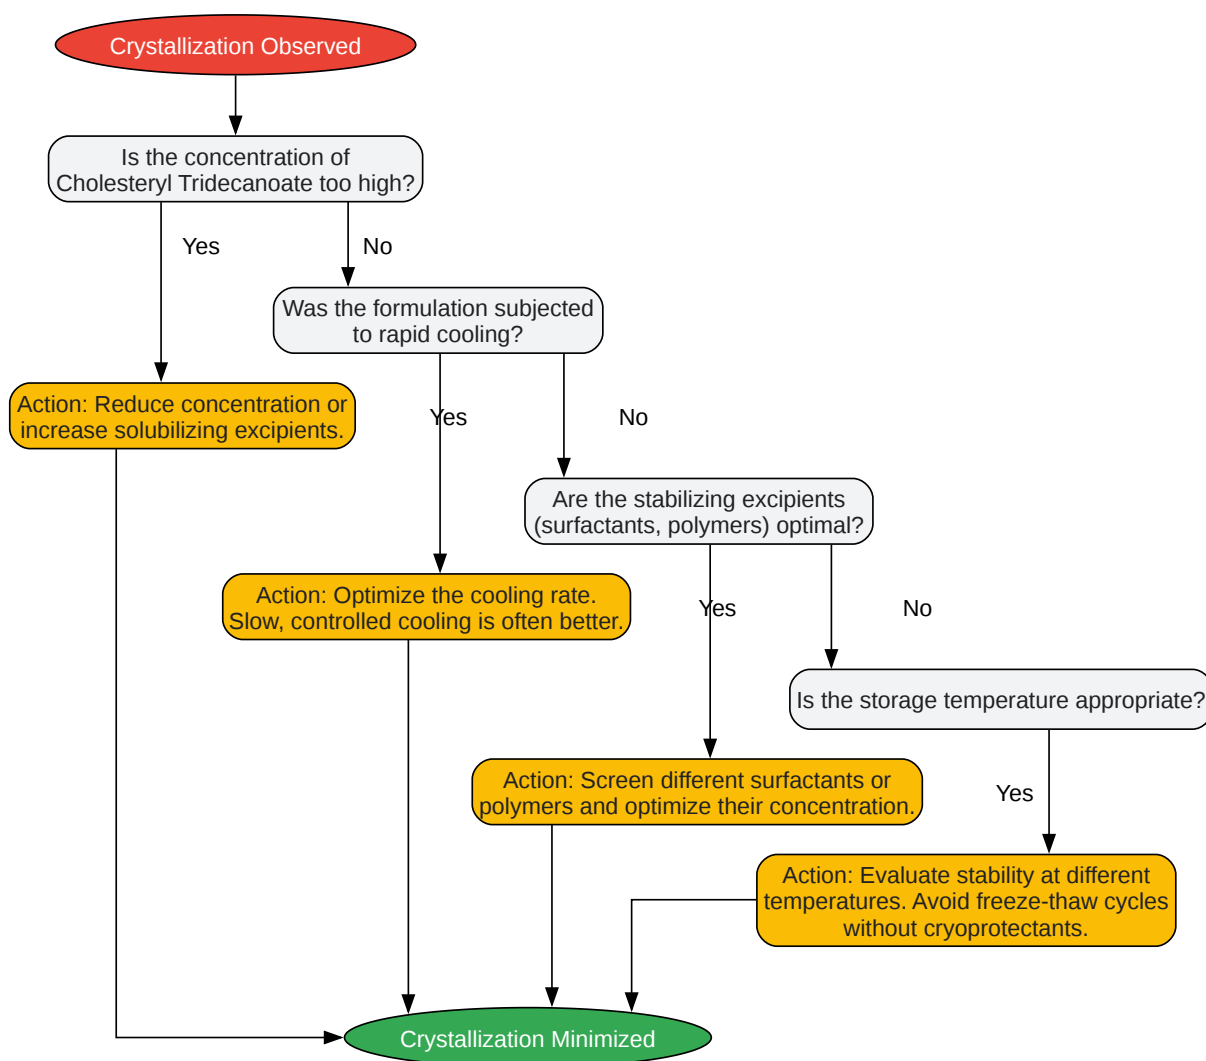 Crystallization Observed
Is the concentration of
Cholesteryl Tridecanoate too high?
Yes
No
Was the formulation subjected
to rapid cooling?
Action: Reduce concentration or
increase solubilizing excipients.
Yes
No
Are the stabilizing excipients
(surfactants, polymers) optimal?
Action: Optimize the cooling rate.
Slow, controlled cooling is often better.
Yes
No
Is the storage temperature appropriate?
Action: Screen different surfactants or
polymers and optimize their concentration.
Yes
Action: Evaluate stability at different
temperatures. Avoid freeze-thaw cycles
without cryoprotectants.
Crystallization Minimized